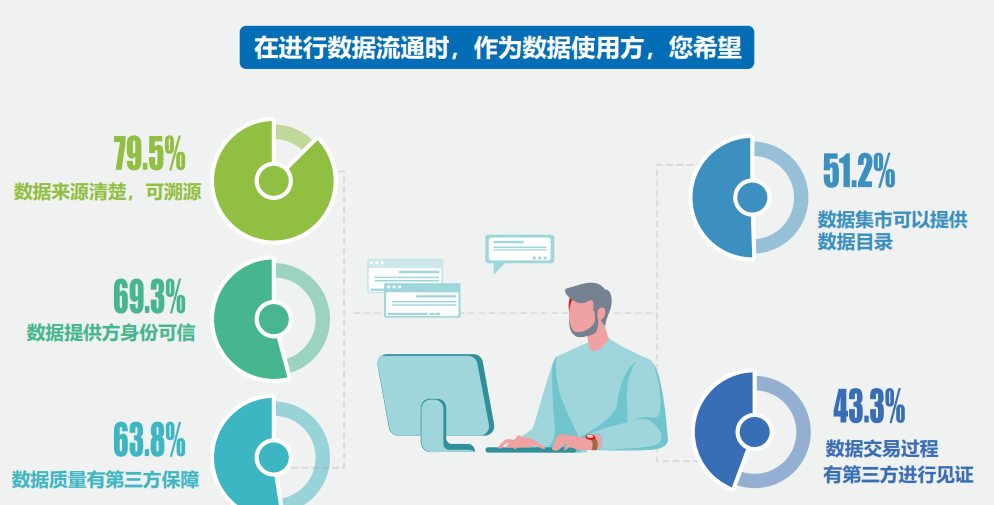 在进行数据流通时，作为数据使用方，您希望
79.5%
数据来源清楚，可溯源
69.3%
数据提供方身份可信
63.8%
数据质量有第三方保障
51.2%
数据集市可以提供
数据目录
43.3%
数据交易过程
有第三方进行见证